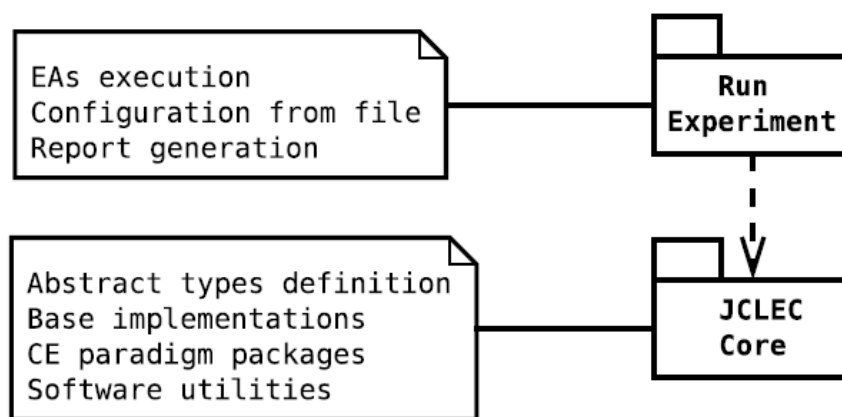 EAs execution
Configuration from file
Report generation
Run
Experiment
Abstract types definition
Base implementations
CE paradigm packages
Software utilities
JCLEC
Core